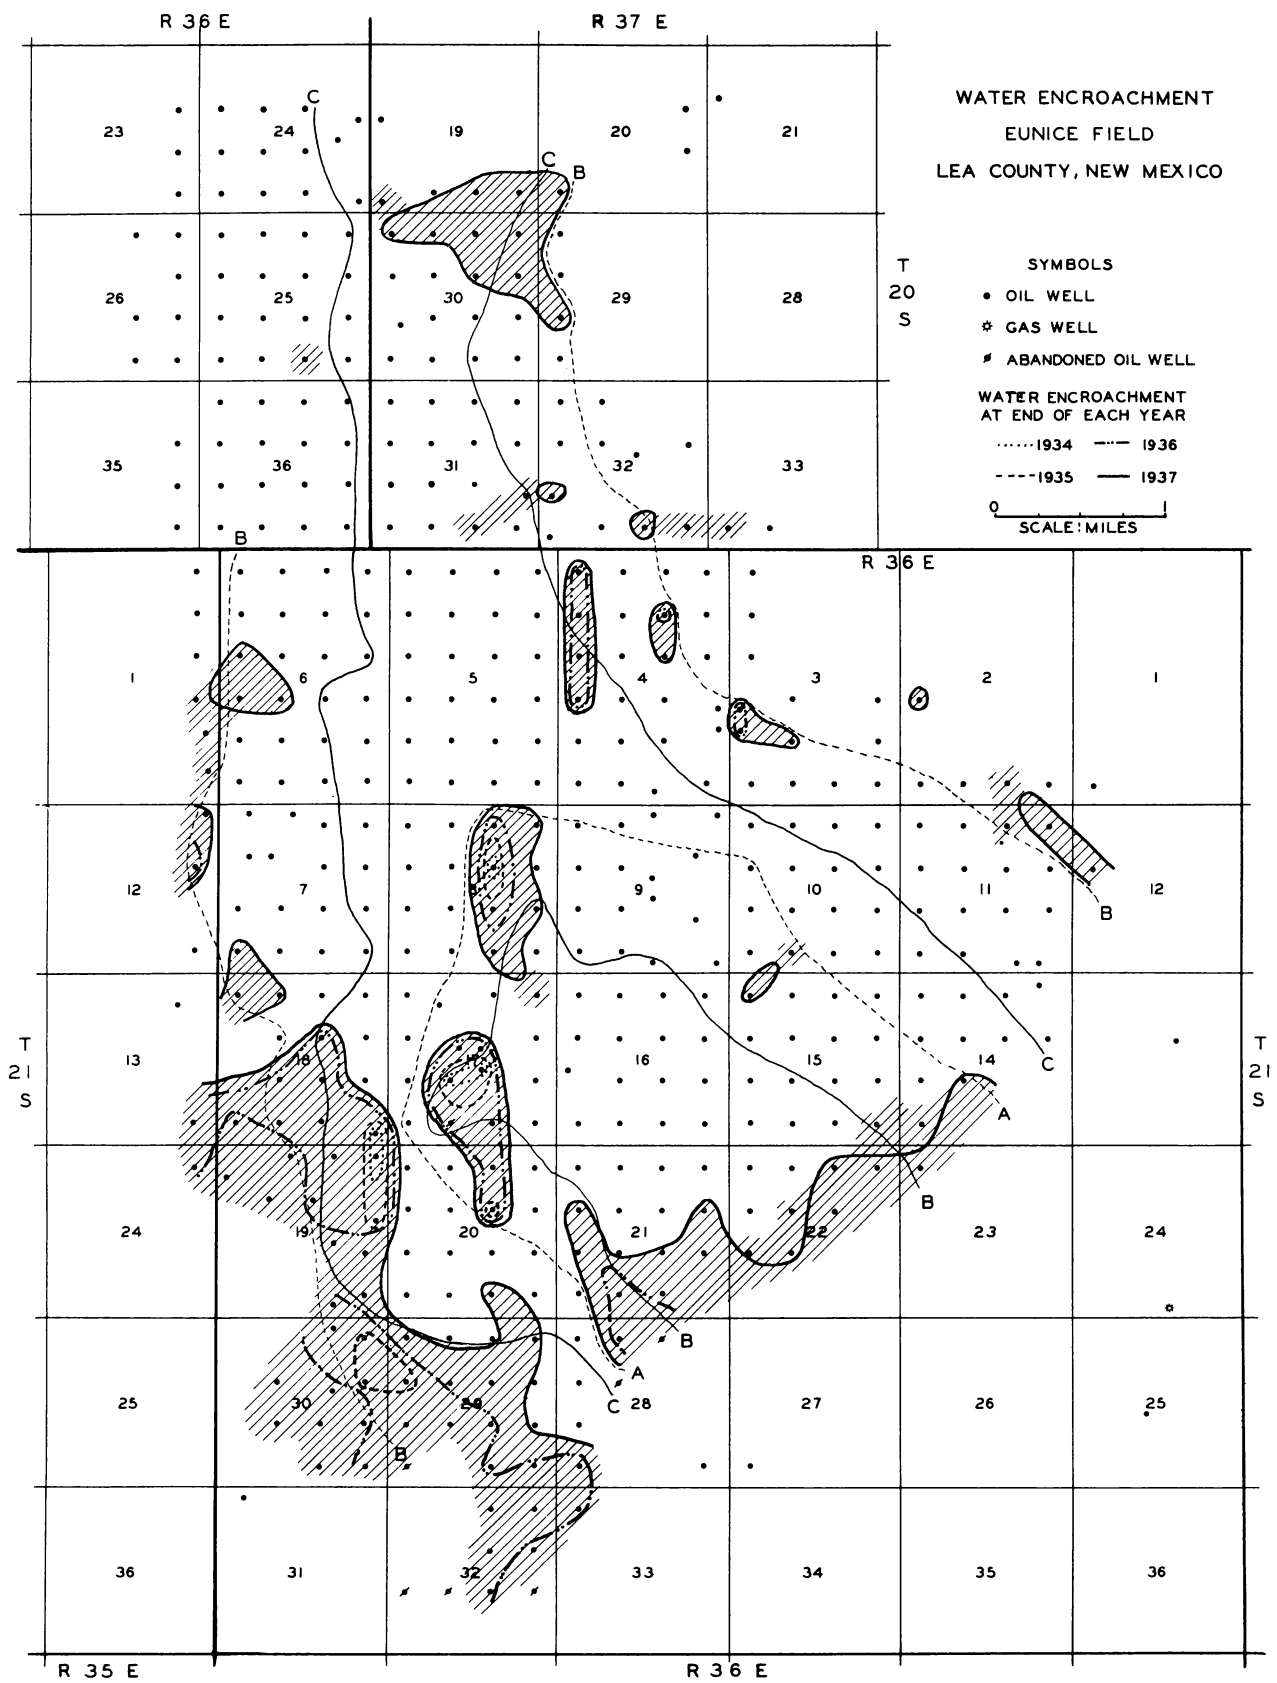 R 36 E
R 37 E
WATER ENCROACHMENT
EUNICE FIELD
LEA COUNTY, NEW MEXICO
C
23
24
19
20
21
C
B
26
25
30
29
28
T
20
S
SYMBOLS
OIL WELL
GAS WELL
ABANDONED OIL WELL
WATER ENCROACHMENT
AT END OF EACH YEAR
1934
1936
1935
1937
0
1
SCALE: MILES
35
36
31
32
33
B
R 36 E
1
6
5
4
3
2
1
12
7
8
9
10
11
12
B
T
21
S
13
18
17
16
15
14
C
A
T
21
S
24
19
20
21
22
23
24
B
B
A
C
25
30
29
28
27
26
25
B
36
31
32
33
34
35
36
R 35 E
R 36 E